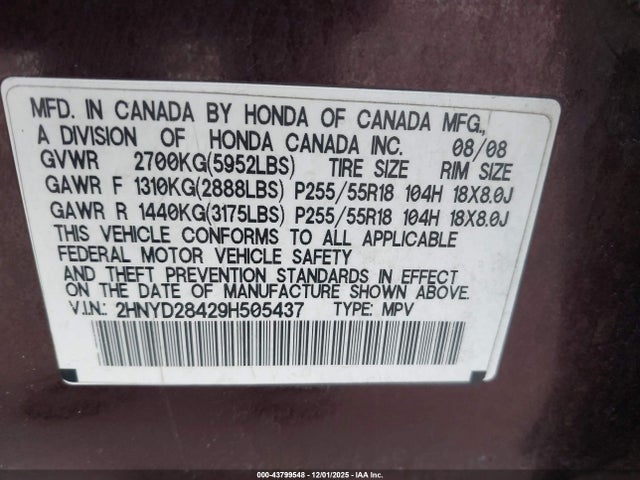 MFD. IN CANADA BY HONDA OF CANADA MFG.,
A DIVISION OF HONDA CANADA INC. 08/08
GVWR 2700KG(5952LBS) TIRE SIZE RIM SIZE
GAWR F 1310KG(2888LBS) P255/55R18 104H 18X8.0J
GAWR R 1440KG(3175LBS) P255/55R18 104H 18X8.0J
THIS VEHICLE CONFORMS TO ALL APPLICABLE
FEDERAL MOTOR VEHICLE SAFETY
AND THEFT PREVENTION STANDARDS IN EFFECT
ON THE DATE OF MANUFACTURE SHOWN ABOVE.
V.I.N.: 2HNYD28429H505437 TYPE: MPV
000-43799548 - 12/01/2025 - IAA Inc.